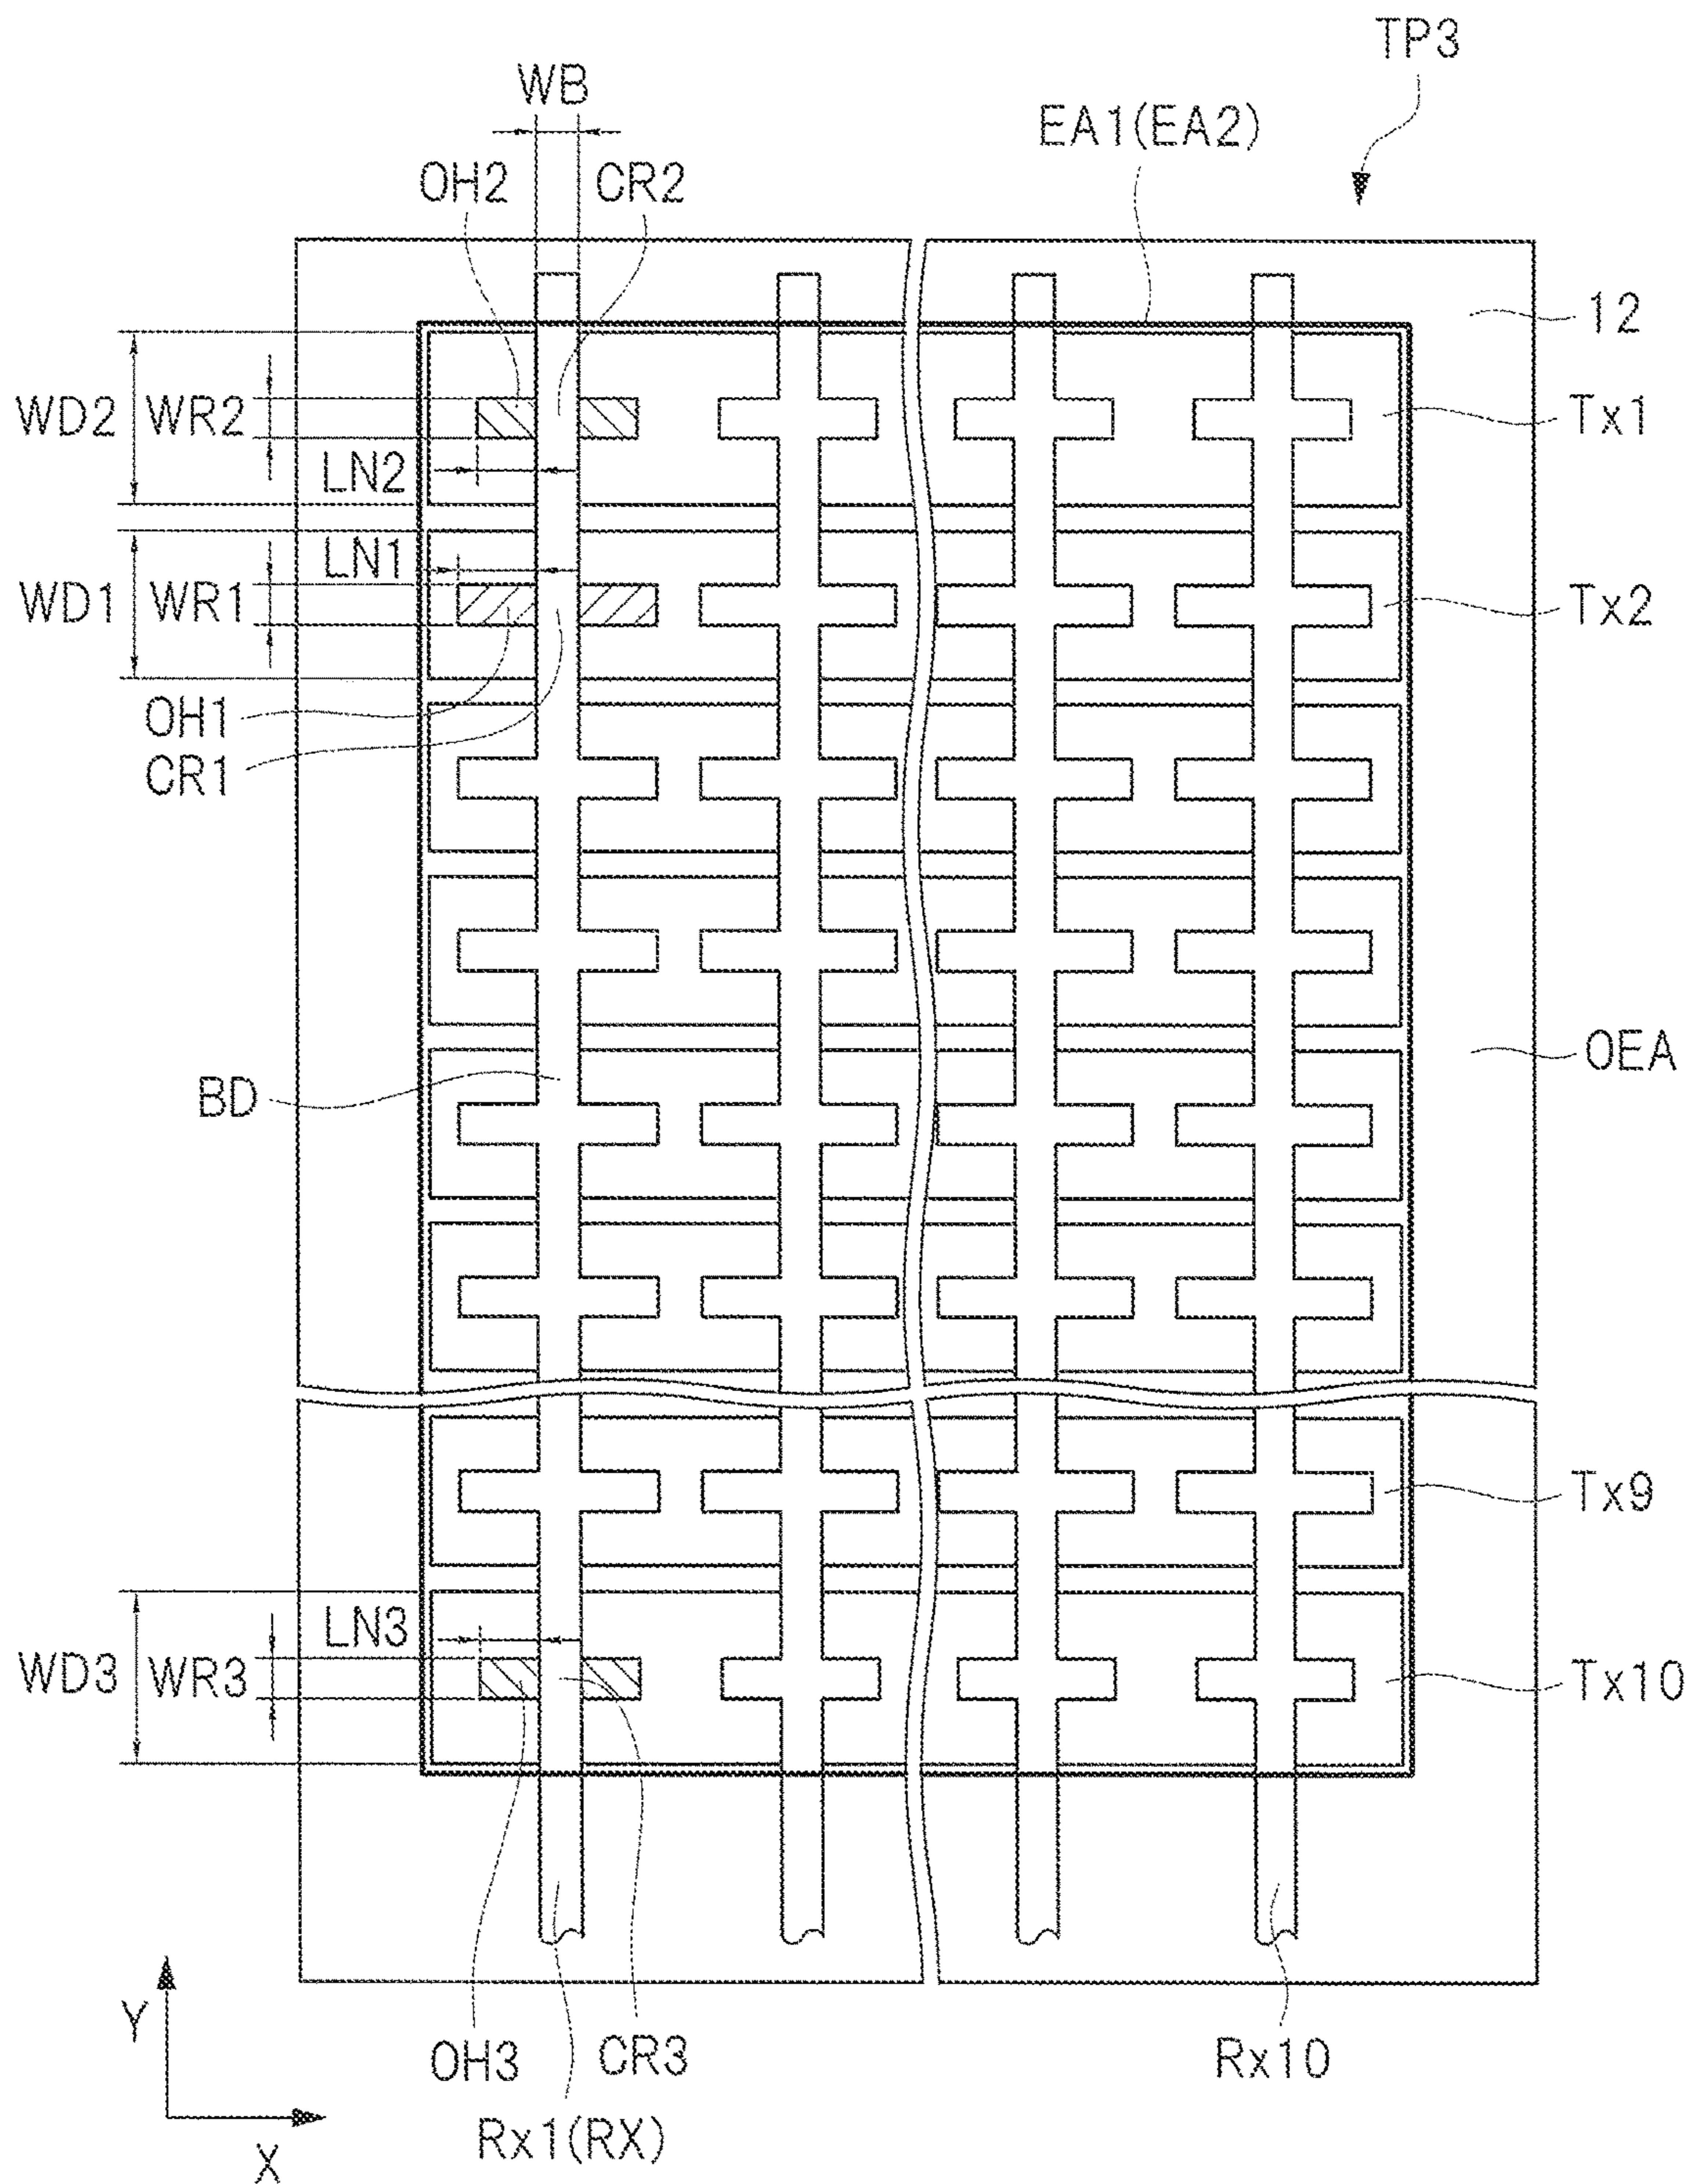 TP3
WB
EA1(EA2)
OH2
CR2
12
WD2
WR2
Tx1
LN2
LN1
WD1
WR1
Tx2
OH1
CR1
OEA
BD
Tx9
LN3
WD3
WR3
Tx10
Y
OH3
CR3
Rx10
Rx1(RX)
X